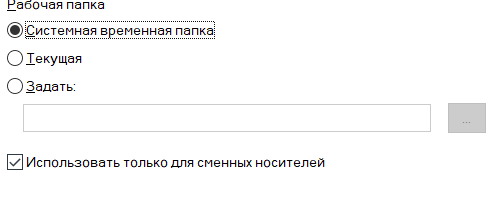 Рабочая папка
Системная временная папка
Текущая
Задать:
...
Использовать только для сменных носителей